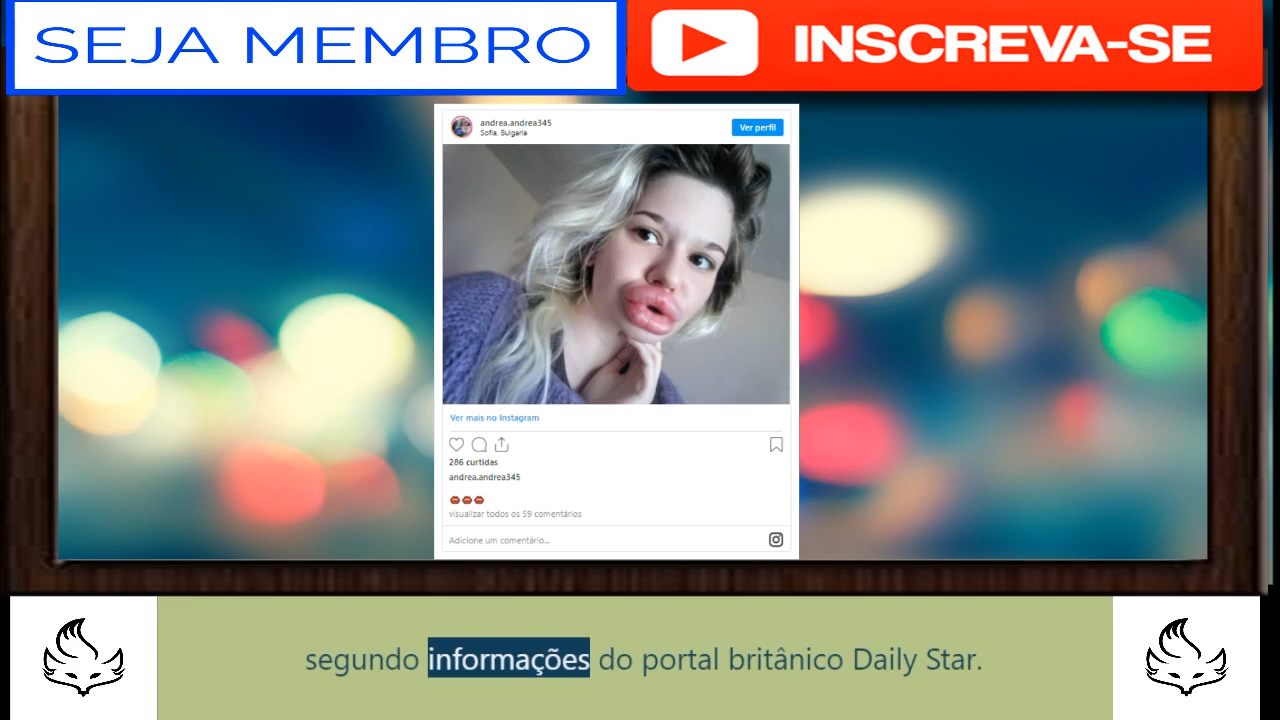 SEJA MEMBRO
INSCREVA-SE
andrea.andrea345
Sofia, Bulgaria
Ver perfil
Ver mais no Instagram
286 curtidas
andrea.andrea345
visualizar todos os 59 comentários
Adicione um comentário...
segundo informações do portal britânico Daily Star.